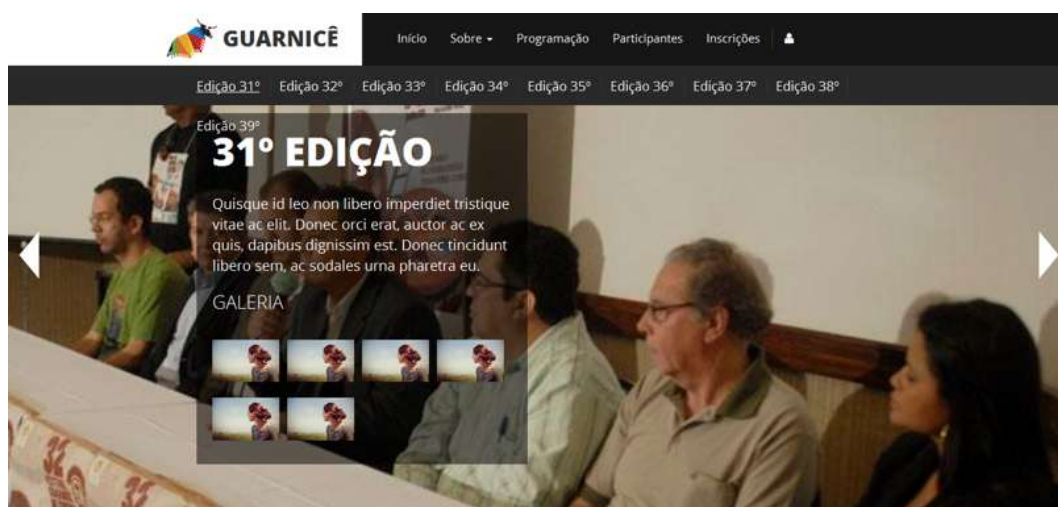 GUARNICÊ
Início Sobre Programação Participantes Inscrições
Edição 31º Edição 32º Edição 33º Edição 34º Edição 35º Edição 36º Edição 37º Edição 38º
Edição 39º
31º EDIÇÃO
Quisque id leo non libero imperdiet tristique
vitae ac elit. Donec orci erat, auctor ac ex
quis, dapibus dignissim est. Donec tincidunt
libero sem, ac sodales urna pharetra eu.
GALERIA
32